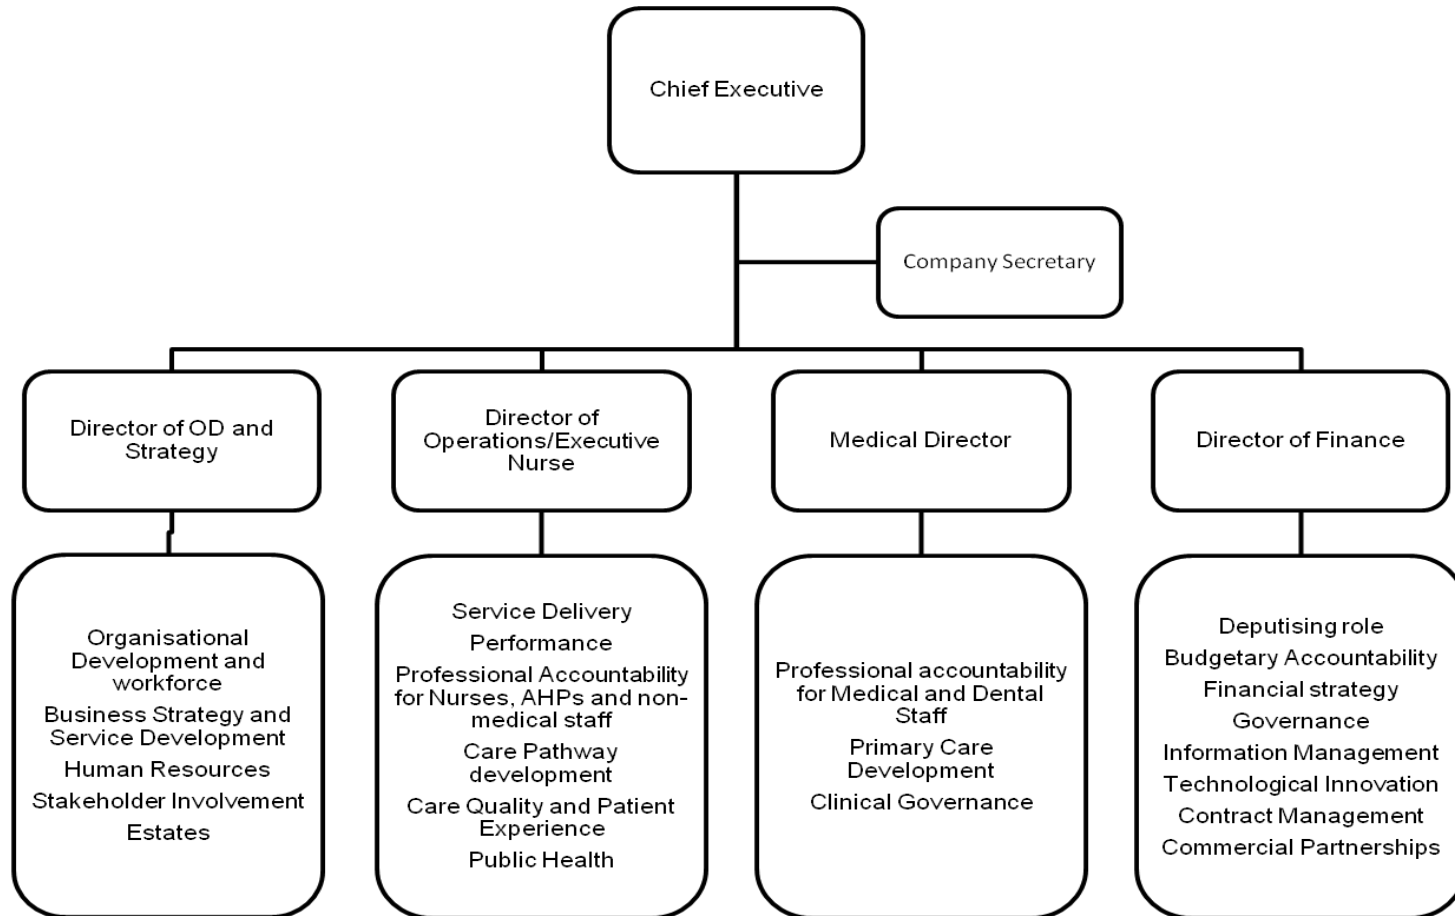 Chief Executive
Company Secretary
Director of OD and
Strategy
Director of
Operations/Executive
Nurse
Medical Director
Director of Finance
Organisational
Development and
workforce
Business Strategy and
Service Development
Human Resources
Stakeholder Involvement
Estates
Service Delivery
Performance
Professional Accountability
for Nurses, AHPs and non-
medical staff
Care Pathway
development
Care Quality and Patient
Experience
Public Health
Professional accountability
for Medical and Dental
Staff
Primary Care
Development
Clinical Governance
Deputising role
Budgetary Accountability
Financial strategy
Governance
Information Management
Technological Innovation
Contract Management
Commercial Partnerships